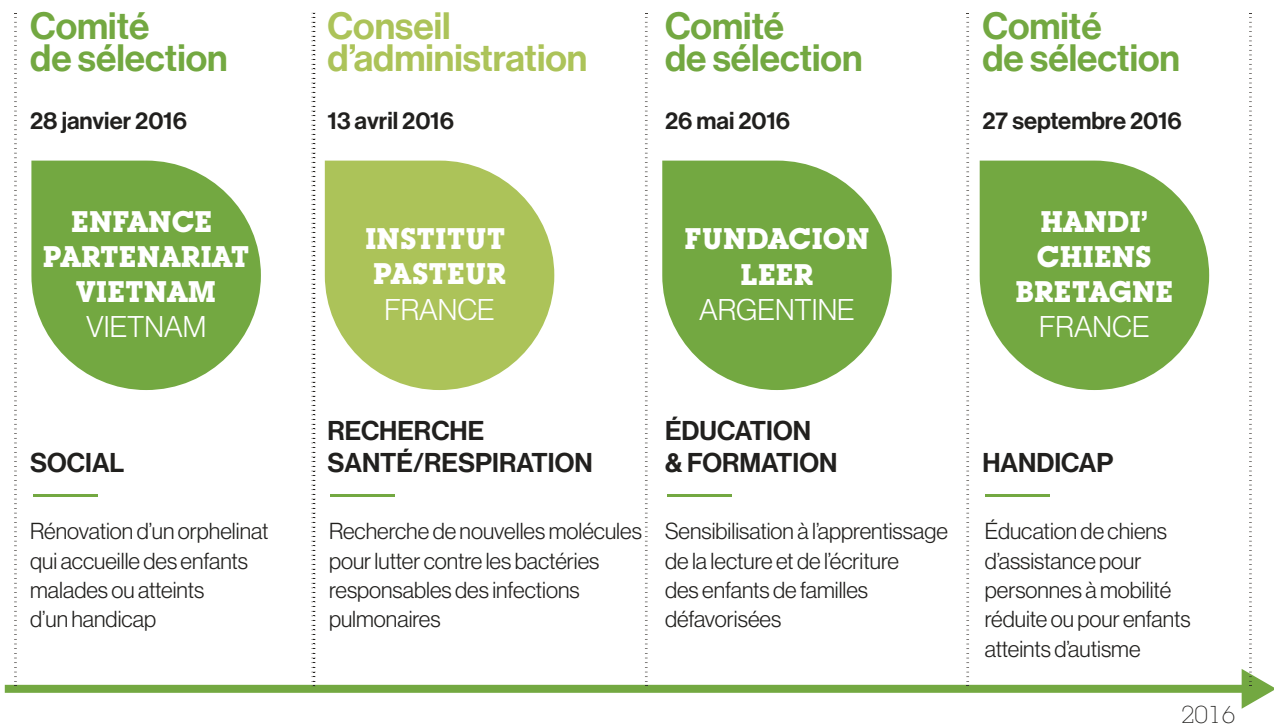 Comité
de sélection
28 janvier 2016
ENFANCE
PARTENARIAT
VIETNAM
VIETNAM
SOCIAL
Rénovation d’un orphelinat
qui accueille des enfants
malades ou atteints
d’un handicap
Conseil
d’administration
13 avril 2016
INSTITUT
PASTEUR
FRANCE
RECHERCHE
SANTÉ/RESPIRATION
Recherche de nouvelles molécules
pour lutter contre les bactéries
responsables des infections
pulmonaires
Comité
de sélection
26 mai 2016
FUNDACION
LEER
ARGENTINE
ÉDUCATION
& FORMATION
Sensibilisation à l’apprentissage
de la lecture et de l’écriture
des enfants de familles
défavorisées
Comité
de sélection
27 septembre 2016
HANDI’
CHIENS
BRETAGNE
FRANCE
HANDICAP
Éducation de chiens
d’assistance pour
personnes à mobilité
réduite ou pour enfants
atteints d’autisme
2016